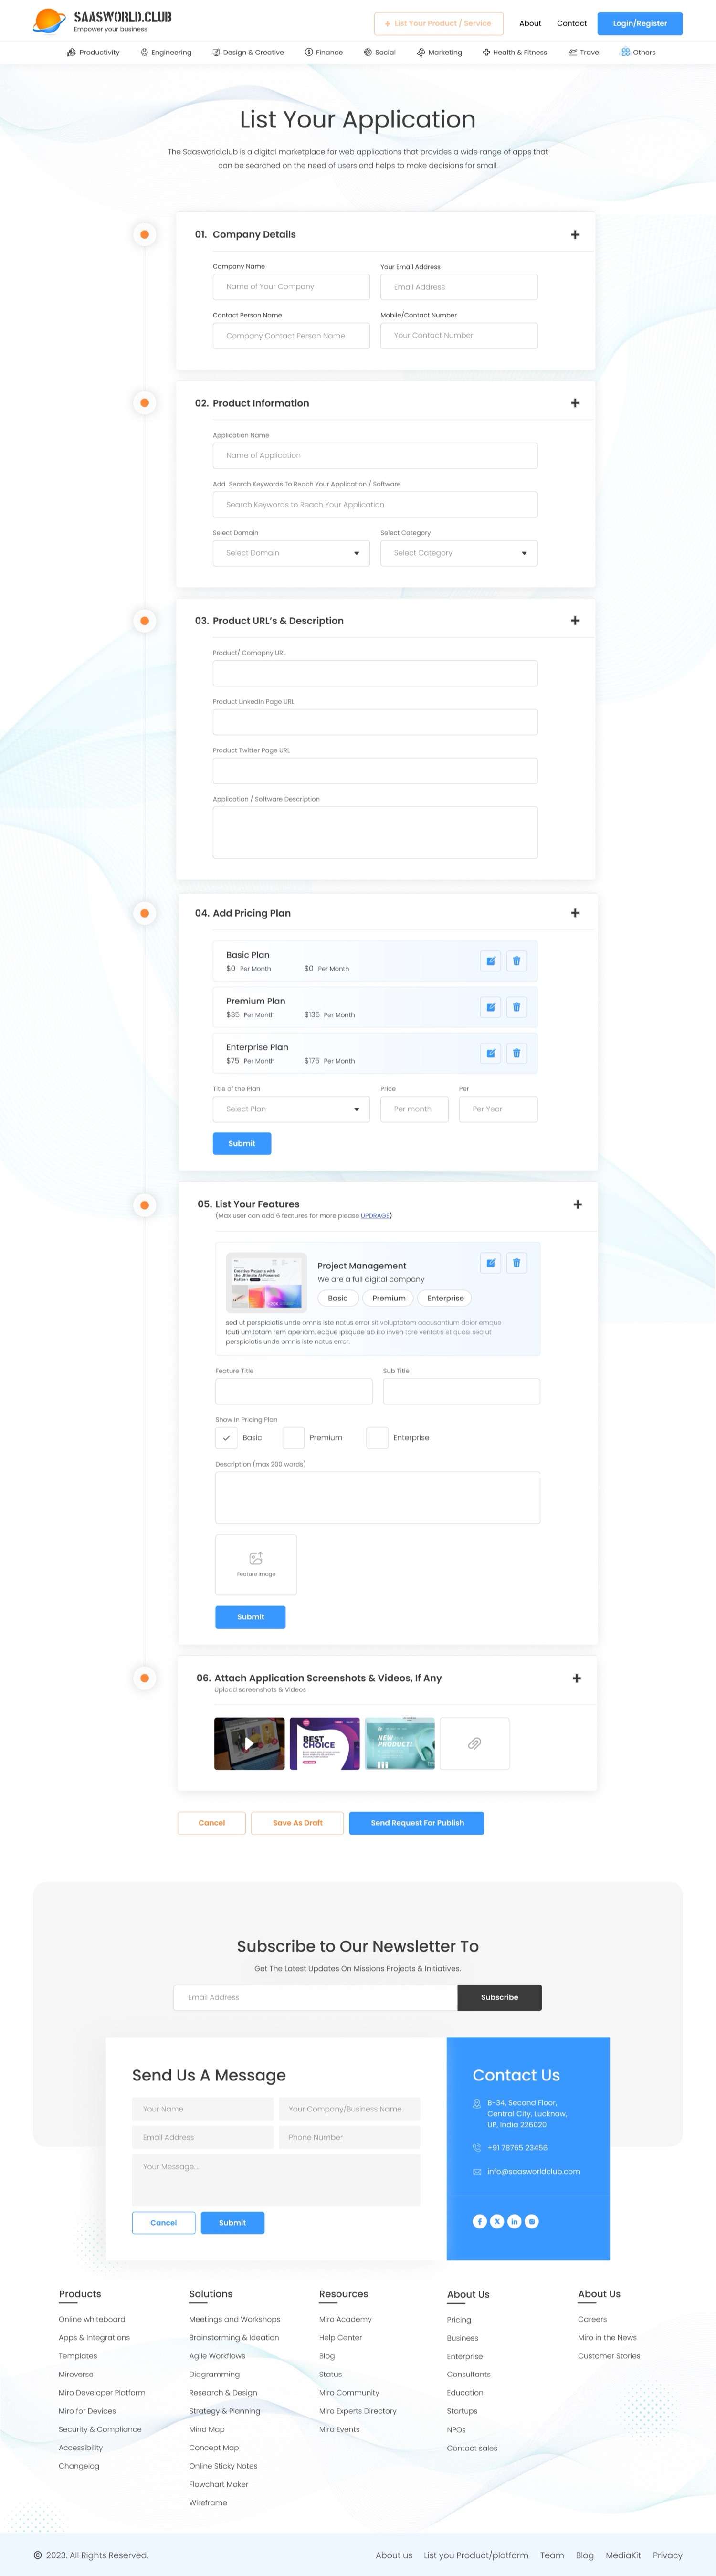 SAASWORLD.CLUB
Empower your business
+ List Your Product / Service
About
Contact
Login/Register
Productivity
Engineering
Design & Creative
Finance
Social
Marketing
Health & Fitness
Travel
Others
List Your Application
The Saasworld.club is a digital marketplace for web applications that provides for a range of apps,that
can be searched on the need of users and helps to make decisions for small.
01. Company Details
Company Name
Your Email Address
Name of Your Company
Email Address
Contact Person Name
Mobile/Contact Number
Company Contact Person Name
Your Contact Number
02. Product Information
Application Name
Name of Application
Add Search Keywords To Reach Your Application / Software
Search Keywords to Reach Your Application
Select Domain
Select Category
Select Domain
Select Category
03. Product URL's & Description
Product/ Comapny URL
Product LinkedIn Page URL
Product Twitter Page URL
Application / Software Description
04. Add Pricing Plan
Basic Plan
$0 Per Month
$0 Per Month
Premium Plan
$35 Per Month
$135 Per Month
Enterprise Plan
$75 Per Month
$175 Per Month
Title of the Plan
Price
Per
Select Plan
Per month
Per Year
Submit
05. List Your Features
(Max user can add 6 features for more please UPDRAGE)
Creative Projects with
the Ultimate AI-Powered
Pattern
Project Management
We are a full digital company
Basic
Premium
Enterprise
sed ut perspiciatis unde omnis iste natus error sit voluptatem accusantium dolor emque
lauti um,totam rem aperiam, eaque ipsquae ab illo inven tore veritatis et quasi sed ut
perspiciatis unde omnis iste natus error.
Feature Title
Sub Title
Show In Pricing Plan
Basic
Premium
Enterprise
Description (max 200 words)
Feature Image
Submit
06. Attach Application Screenshots & Videos, If Any
Upload screenshots & Videos
BEST
CHOICE
NEW
PRODUCT!
Cancel
Save As Draft
Send Request For Publish
Subscribe to Our Newsletter To
Get The Latest Updates On Missions Projects & Initiatives.
Email Address
Subscribe
Send Us A Message
Your Name
Your Company/Business Name
Email Address
Phone Number
Your Message...
Cancel
Submit
Contact Us
B-34, Second Floor,
Central City, Lucknow,
UP, India 226020
+91 78765 23456
info@saasworldclub.com
Products
Online whiteboard
Apps & Integrations
Templates
Miroverse
Miro Developer Platform
Miro for Devices
Security & Compliance
Accessibility
Changelog
Solutions
Meetings and Workshops
Brainstorming & Ideation
Agile Workflows
Diagramming
Research & Design
Strategy & Planning
Mind Map
Concept Map
Online Sticky Notes
Flowchart Maker
Wireframe
Resources
Miro Academy
Help Center
Blog
Status
Miro Community
Miro Experts Directory
Miro Events
About Us
Pricing
Business
Enterprise
Consultants
Education
Startups
NPOs
Contact sales
About Us
Careers
Miro in the News
Customer Stories
© 2023. All Rights Reserved.
About us
List you Product/platform
Team
Blog
MediaKit
Privacy